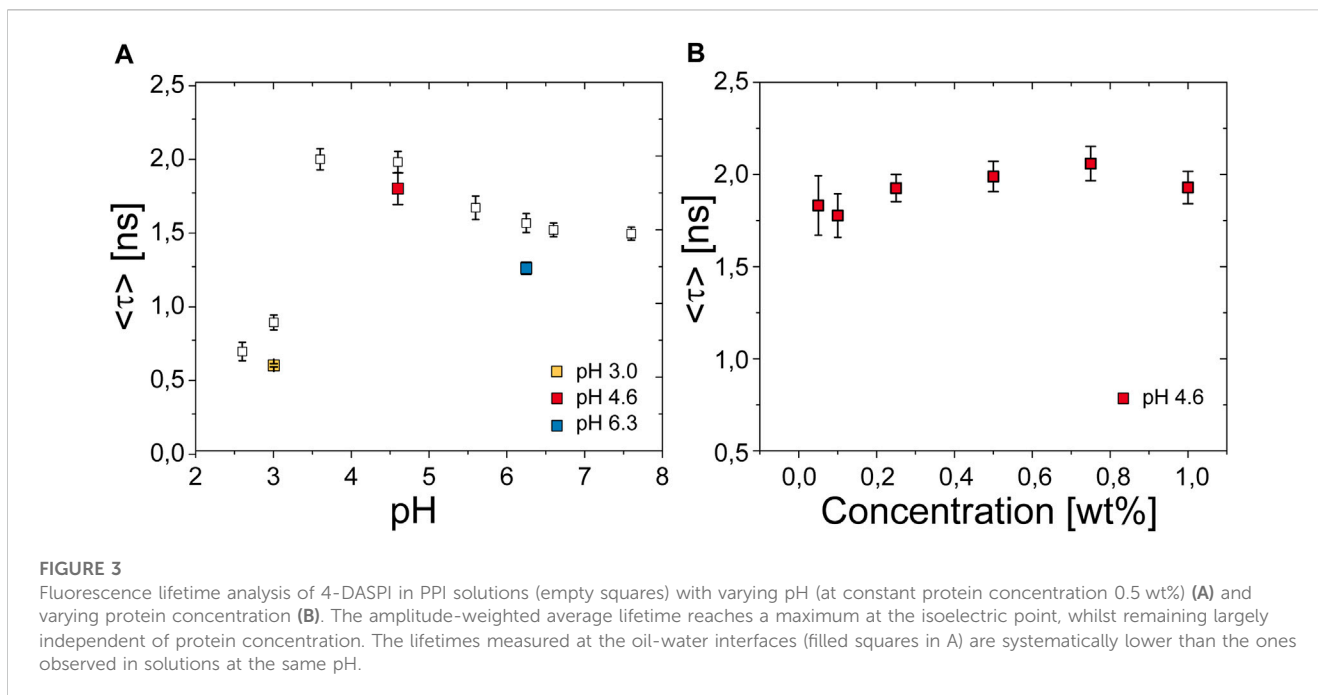 A
B
2,5
2,0
1,5
1,0
0,5
0,0
<τ> [ns]
2 3 4 5 6 7 8
pH
pH 3.0
pH 4.6
pH 6.3
2,5
2,0
1,5
1,0
0,5
<τ> [ns]
0,0 0,2 0,4 0,6 0,8 1,0
Concentration [wt%]
pH 4.6
FIGURE 3
Fluorescence lifetime analysis of 4-DASPI in PPI solutions (empty squares) with varying pH (at constant protein concentration 0.5 wt%) (A) and
varying protein concentration (B). The amplitude-weighted average lifetime reaches a maximum at the isoelectric point, whilst remaining largely
independent of protein concentration. The lifetimes measured at the oil-water interfaces (filled squares in A) are systematically lower than the ones
observed in solutions at the same pH.